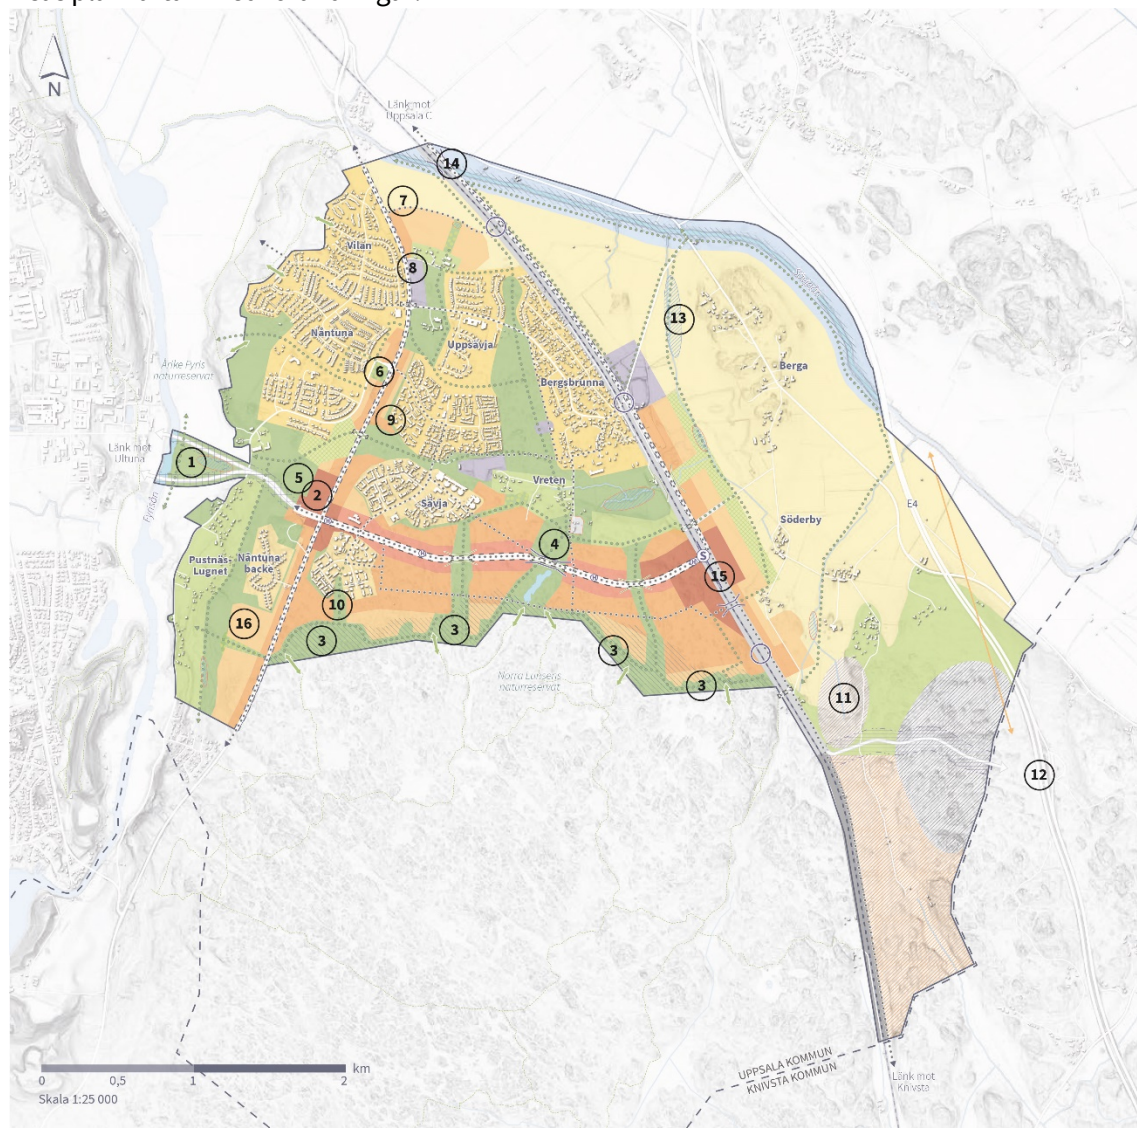 N
Länk mot
Uppsala C
14
7
Vilan
8
Sävjaån
13
Nåntuna
Uppsävja
Årike Fyris
naturreservat
6
Bergsbrunna
Berga
9
Länk mot
Ultuna
1
5
2
Vreten
Sävja
E4
Fyrisån
4
Söderby
S
15
Pustnäs-
Lugnet
Nåntuna
backe
10
16
3
3
3
3
Norra Lunsens
naturreservat
11
12
UPPSALA KOMMUN
KNIVSTA KOMMUN
0
0,5
1
2
km
Skala 1:25 000
Länk mot
Knivsta